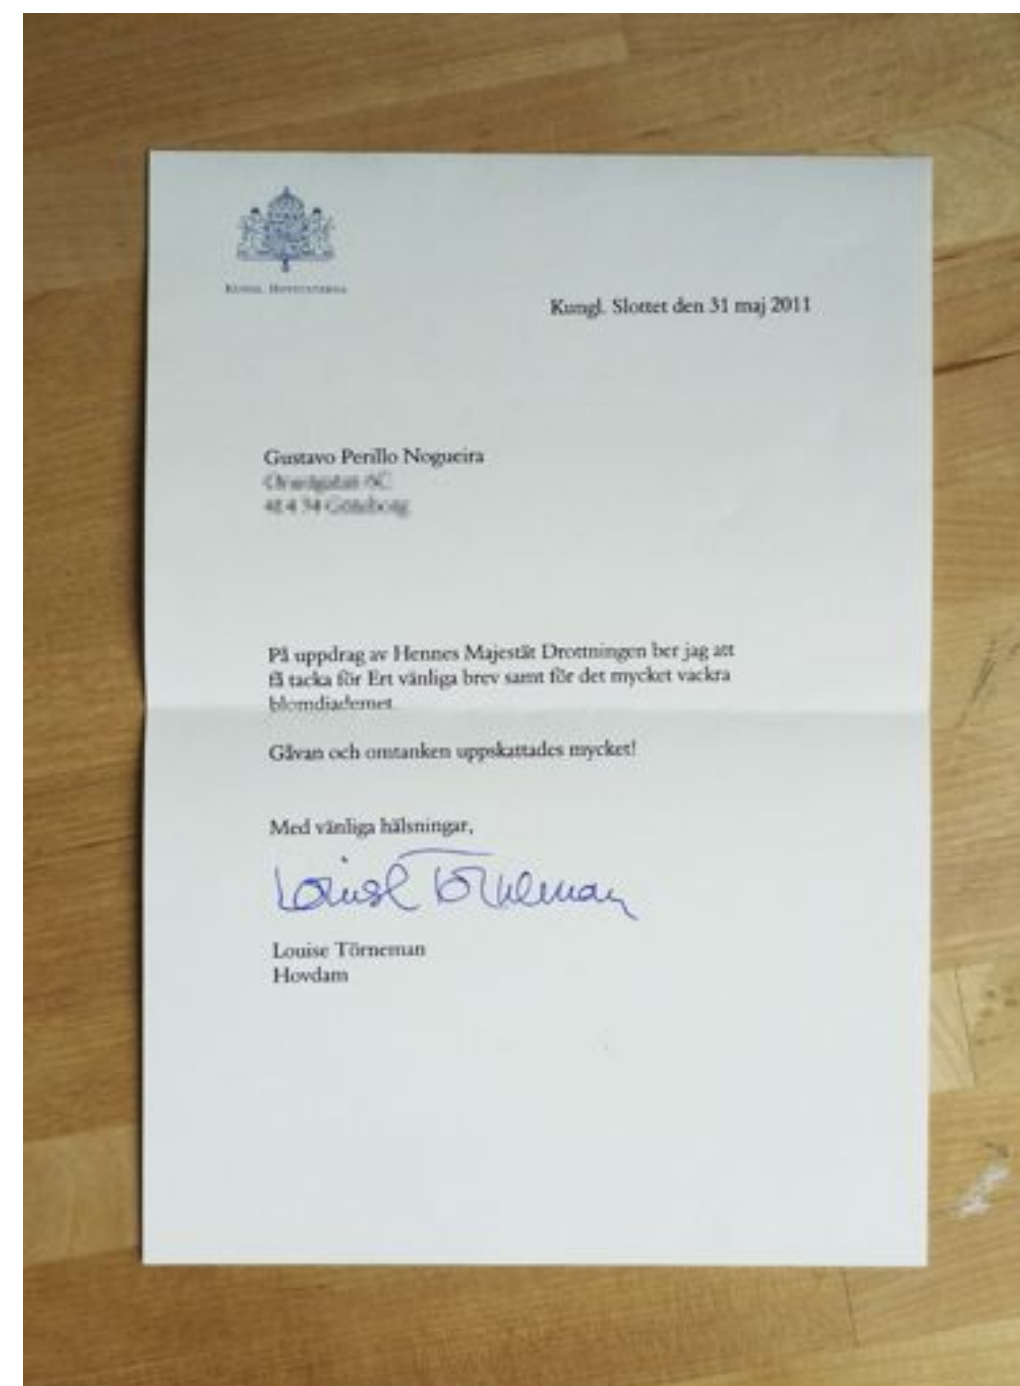 Kungl. Slottet den 31 maj 2011
Gustavo Perillo Nogueira
Göteborg
På uppdrag av Hennes Majestät Drottningen ber jag att
få tacka för Ert vänliga brev samt för det mycket vackra
blomdiademet.
Gåvan och omtanken uppskattades mycket!
Med vänliga hälsningar,
Louise Törneman
Louise Törneman
Hovdam